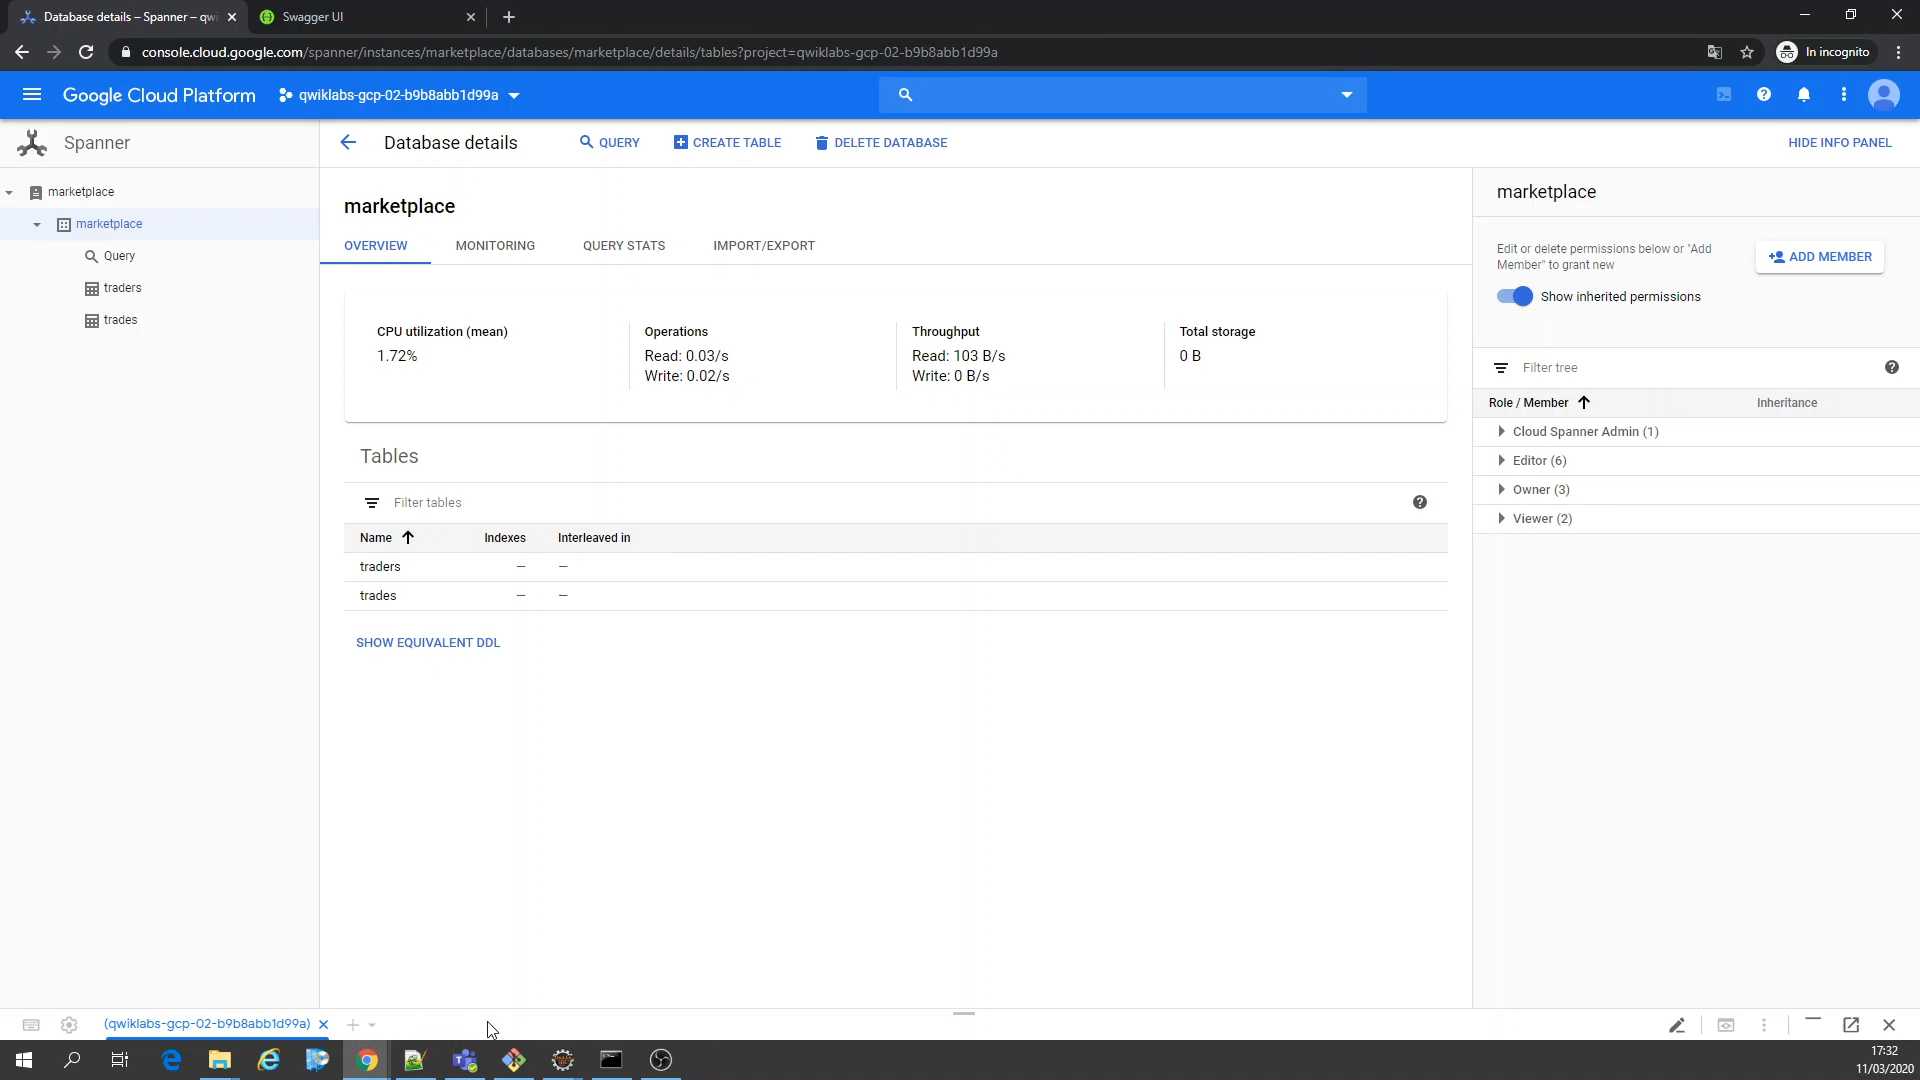 Database details – Spanner – qwi
Swagger UI
console.cloud.google.com/spanner/instances/marketplace/databases/marketplace/details/tables?project=qwiklabs-gcp-02-b9b8abb1d99a
In incognito
Google Cloud Platform
qwiklabs-gcp-02-b9b8abb1d99a
Spanner
Database details
QUERY
CREATE TABLE
DELETE DATABASE
HIDE INFO PANEL
marketplace
marketplace
Query
traders
trades
marketplace
OVERVIEW
MONITORING
QUERY STATS
IMPORT/EXPORT
CPU utilization (mean)
1.72%
Operations
Read: 0.03/s
Write: 0.02/s
Throughput
Read: 103 B/s
Write: 0 B/s
Total storage
0 B
Tables
Filter tables
Name Indexes Interleaved in
traders — —
trades — —
SHOW EQUIVALENT DDL
marketplace
Edit or delete permissions below or "Add
Member" to grant new
ADD MEMBER
Show inherited permissions
Filter tree
Role / Member Inheritance
Cloud Spanner Admin (1)
Editor (6)
Owner (3)
Viewer (2)
(qwiklabs-gcp-02-b9b8abb1d99a)
17:32
11/03/2020